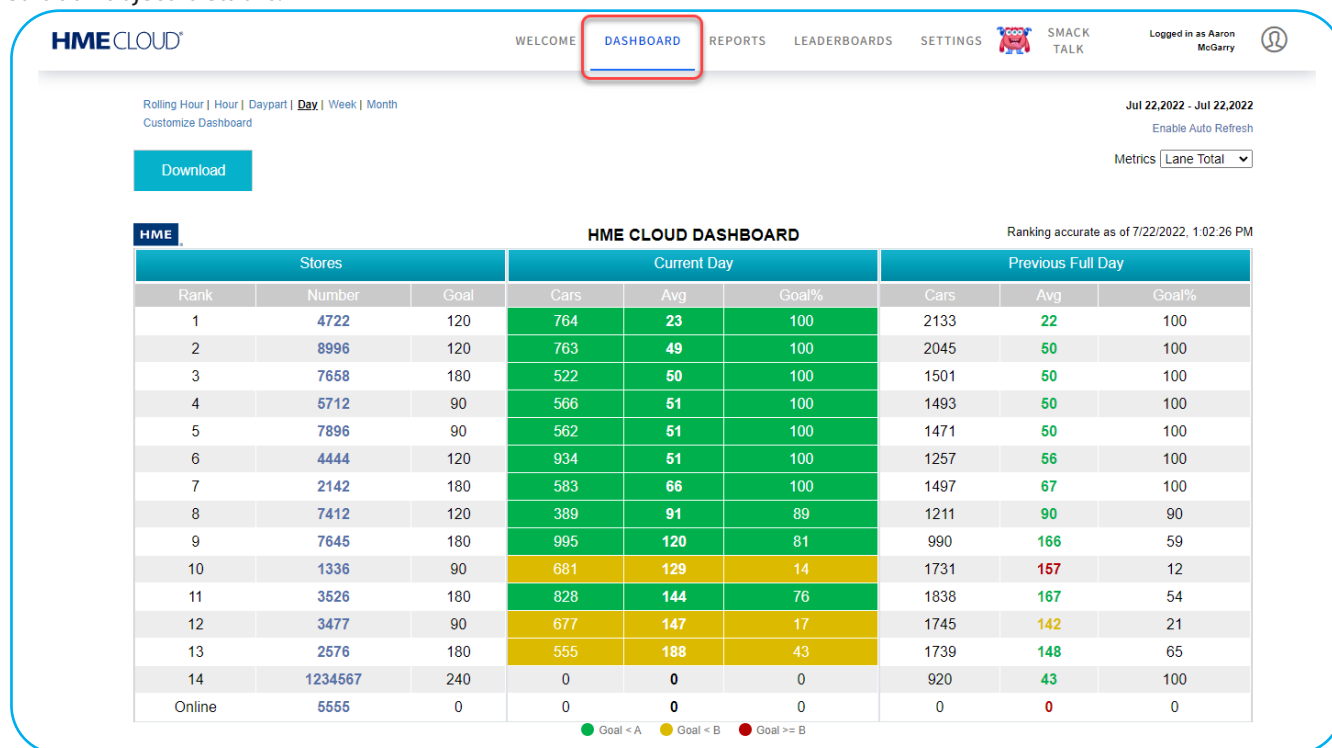 HME CLOUD® WELCOME DASHBOARD REPORTS LEADERBOARDS SETTINGS SMACK TALK Logged in as Aaron McGarry
Rolling Hour | Hour | Daypart | Day | Week | Month Jul 22,2022 - Jul 22,2022
Customize Dashboard Enable Auto Refresh
Download Metrics Lane Total
HME HME CLOUD DASHBOARD Ranking accurate as of 7/22/2022, 1:02:26 PM
Stores Current Day Previous Full Day
Rank Number Goal Cars Avg Goal% Cars Avg Goal%
1 4722 120 764 23 100 2133 22 100
2 8996 120 763 49 100 2045 50 100
3 7658 180 522 50 100 1501 50 100
4 5712 90 566 51 100 1493 50 100
5 7896 90 562 51 100 1471 50 100
6 4444 120 934 51 100 1257 56 100
7 2142 180 583 66 100 1497 67 100
8 7412 120 389 91 89 1211 90 90
9 7645 180 995 120 81 990 166 59
10 1336 90 681 129 14 1731 157 12
11 3526 180 828 144 76 1838 167 54
12 3477 90 677 147 17 1745 142 21
13 2576 180 555 188 43 1739 148 65
14 1234567 240 0 0 0 920 43 100
Online 5555 0 0 0 0 0 0 0
Goal < A Goal < B Goal >= B